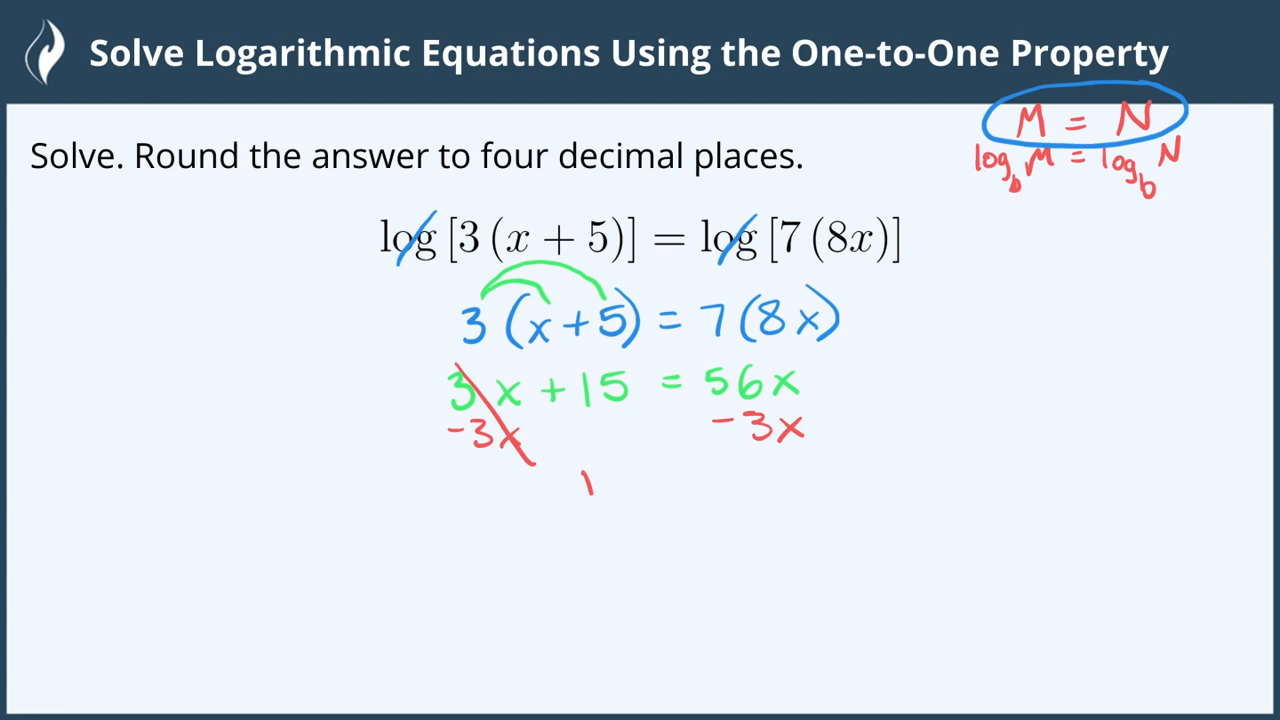 Solve Logarithmic Equations Using the One-to-One Property
M = N
Solve. Round the answer to four decimal places.
log_b M = log_b N
log [3 (x + 5)] = log [7 (8x)]
3 (x + 5) = 7 (8x)
3x + 15 = 56x
-3x -3x
1